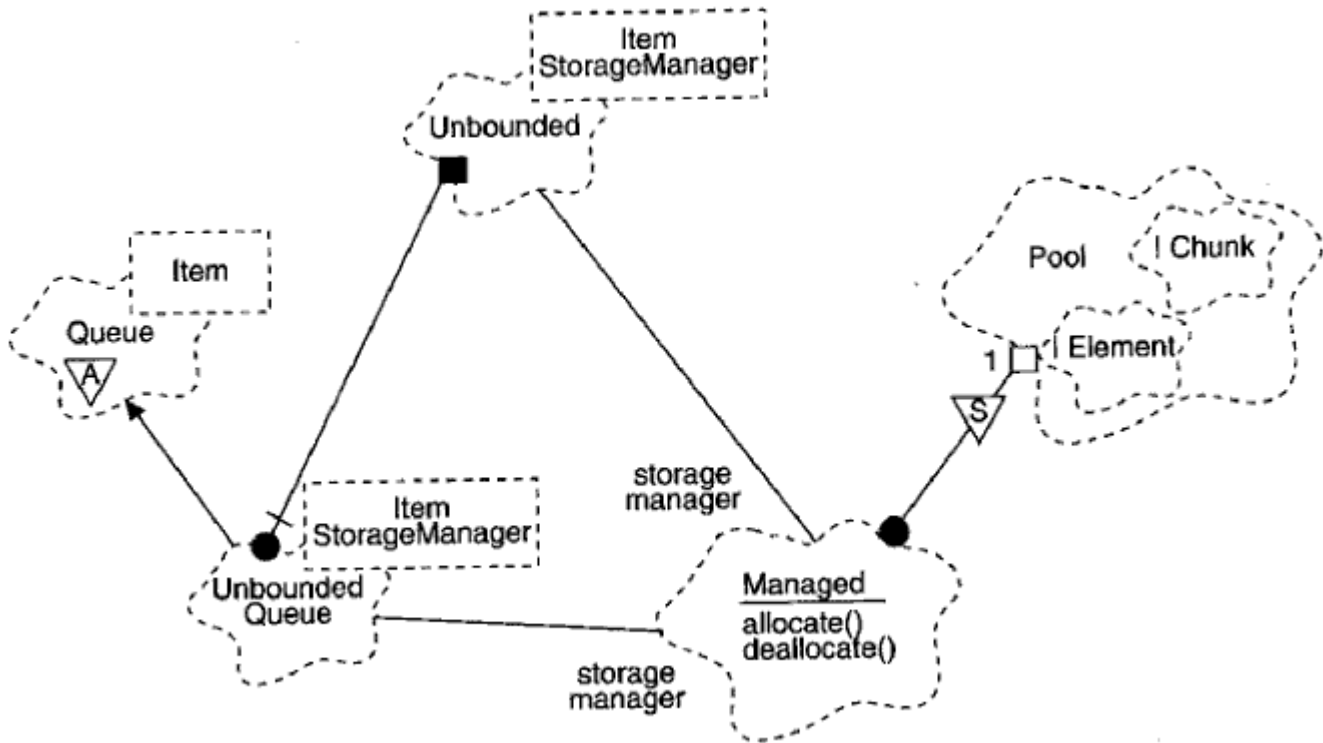 Item
StorageManager
Unbounded
Item
Queue
A
Pool
Chunk
Element
1
S
storage
manager
Item
StorageManager
Unbounded
Queue
Managed
allocate()
deallocate()
storage
manager